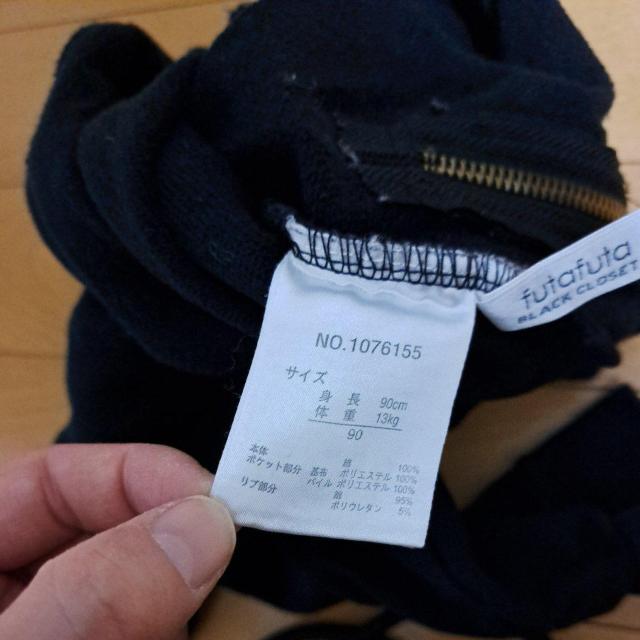 futafuta
BLACK CLOSET
NO.1076155
サイズ
身 長 90cm
体 重 13kg
90
本体 綿 100%
ポケット部分 基布 ポリエステル 100%
パイル ポリエステル 100%
リブ部分 綿 95%
ポリウレタン 5%